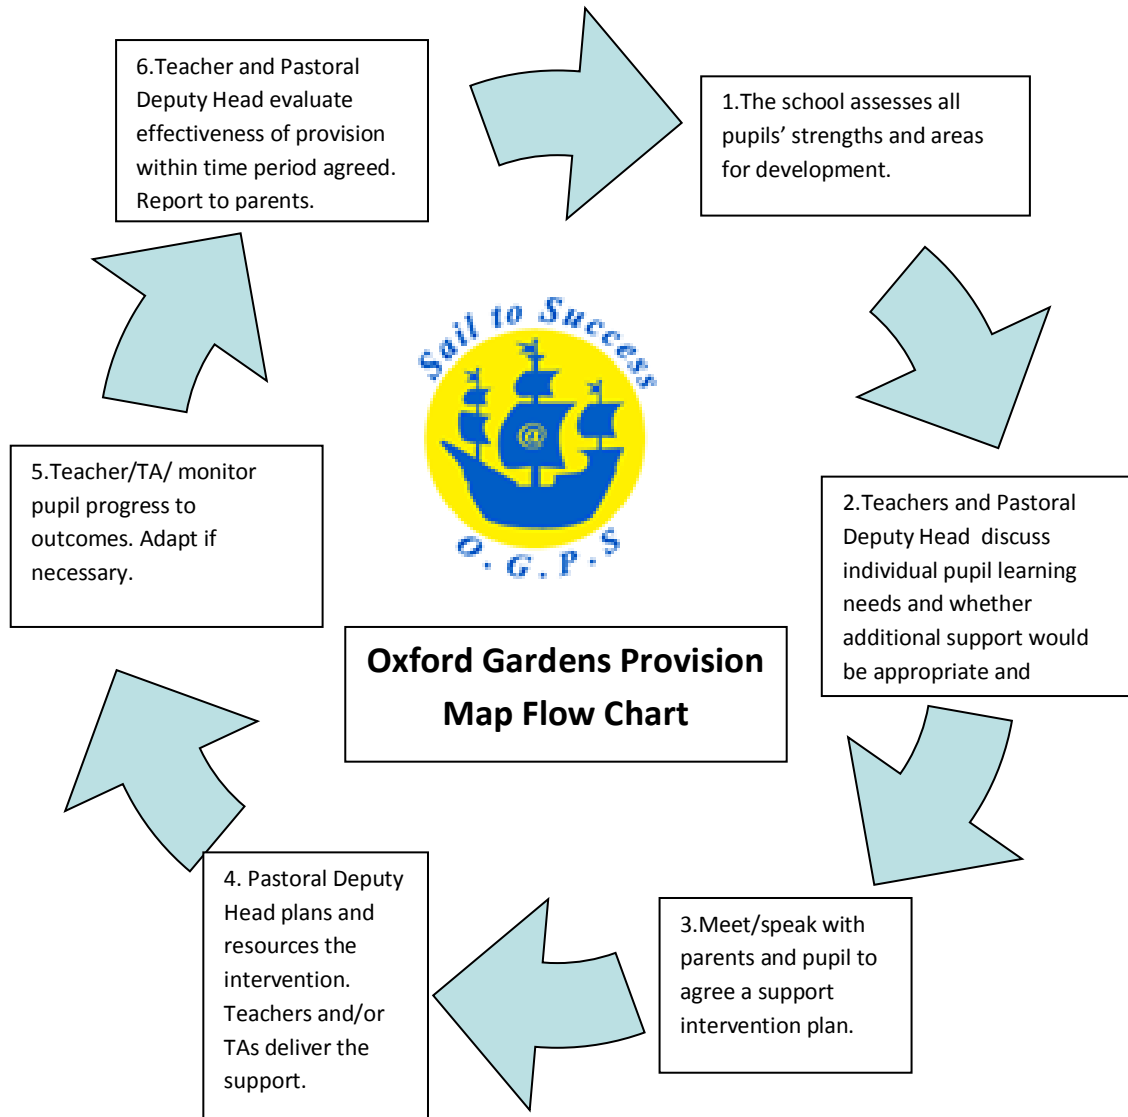 6.Teacher and Pastoral
Deputy Head evaluate
effectiveness of provision
within time period agreed.
Report to parents.
1.The school assesses all
pupils’ strengths and areas
for development.
Sail to Success
@
O.G.P.S
5.Teacher/TA/ monitor
pupil progress to
outcomes. Adapt if
necessary.
2.Teachers and Pastoral
Deputy Head discuss
individual pupil learning
needs and whether
additional support would
be appropriate and
Oxford Gardens Provision
Map Flow Chart
4. Pastoral Deputy
Head plans and
resources the
intervention.
Teachers and/or
TAs deliver the
support.
3.Meet/speak with
parents and pupil to
agree a support
intervention plan.